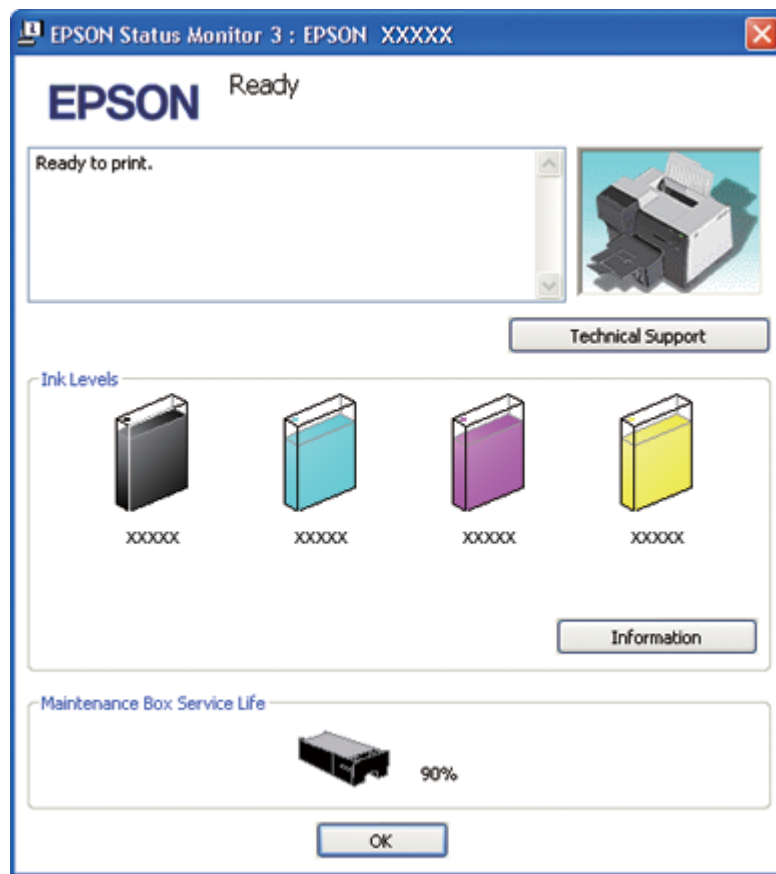 EPSON Status Monitor 3 : EPSON XXXXX
EPSON
Ready
Ready to print.
Technical Support
Ink Levels
XXXXX XXXXX XXXXX XXXXX
Information
Maintenance Box Service Life
90%
OK